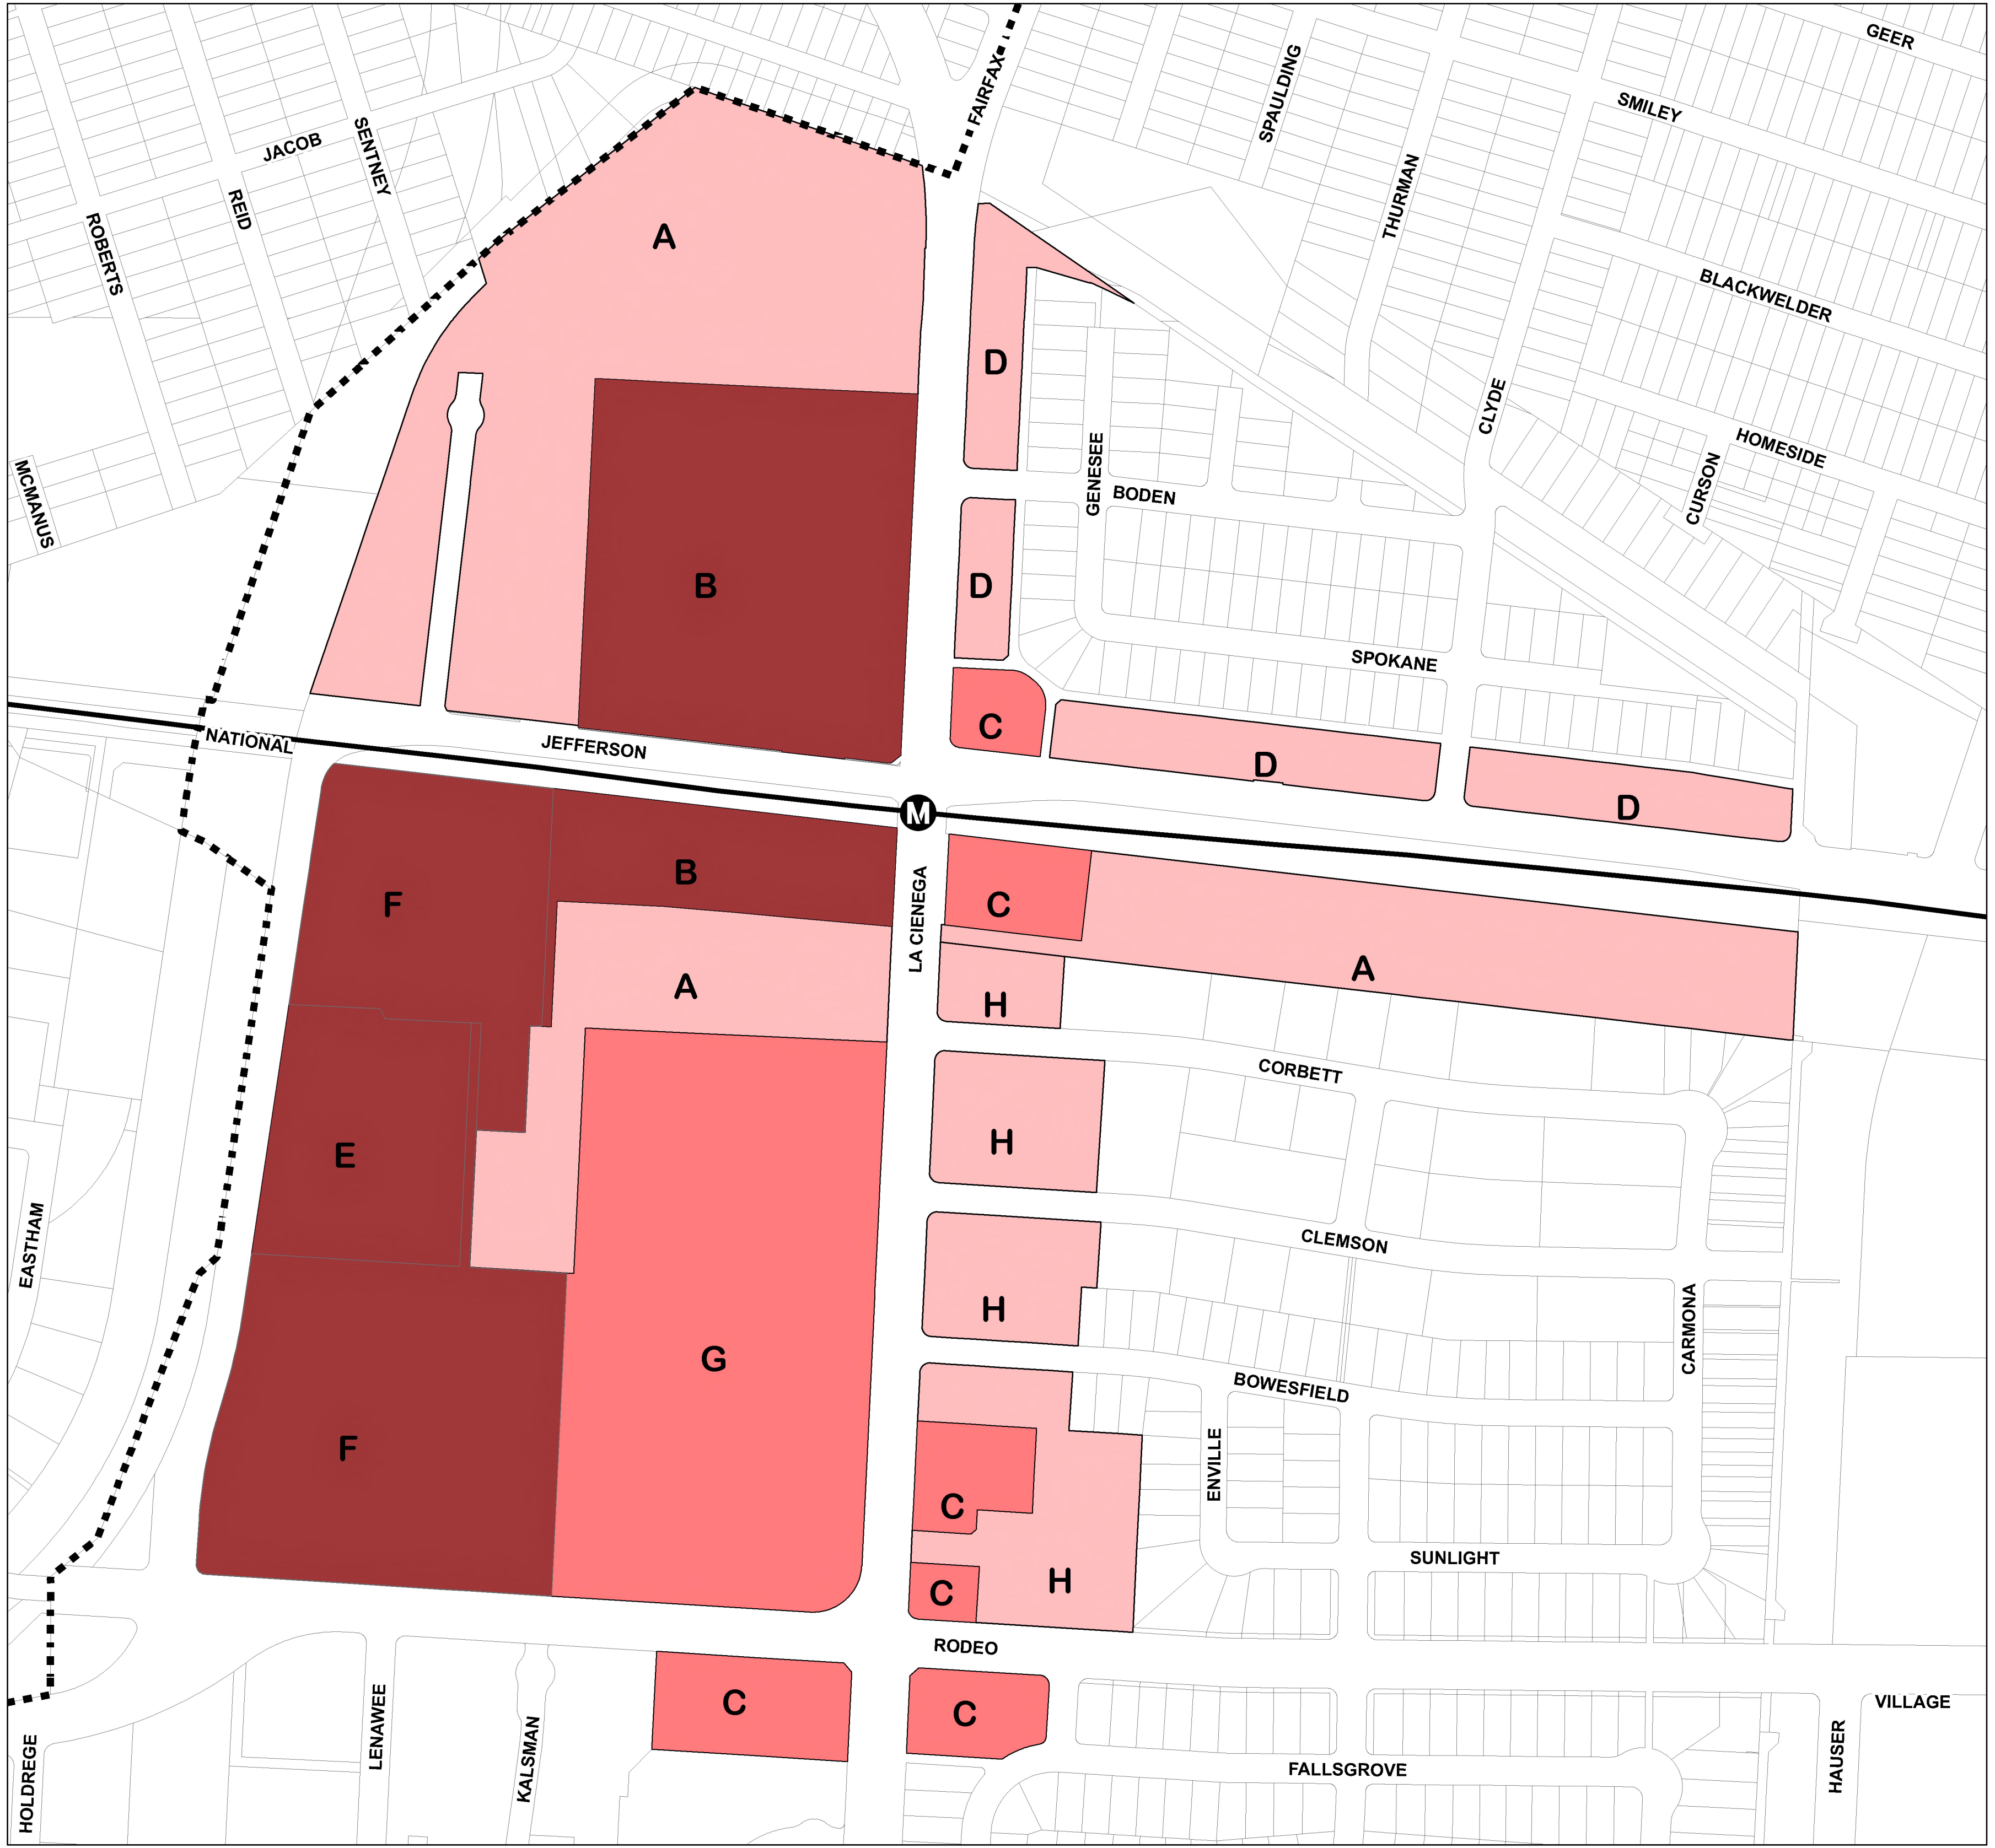 GEER
FAIRFAX
SPAULDING
SMILEY
SENTNEY
JACOB
THURMAN
REID
ROBERTS
A
BLACKWELDER
D
CLYDE
HOMESIDE
GENESEE
CURSON
BODEN
MCMANUS
B
D
SPOKANE
C
NATIONAL
JEFFERSON
D
D
M
B
F
LA CIENEGA
C
A
A
H
CORBETT
E
H
CLEMSON
EASTHAM
H
CARMONA
G
BOWESFIELD
F
ENVILLE
C
SUNLIGHT
H
C
RODEO
C
C
VILLAGE
LENAWEE
KALSMAN
HAUSER
FALLSGROVE
HOLDREGE